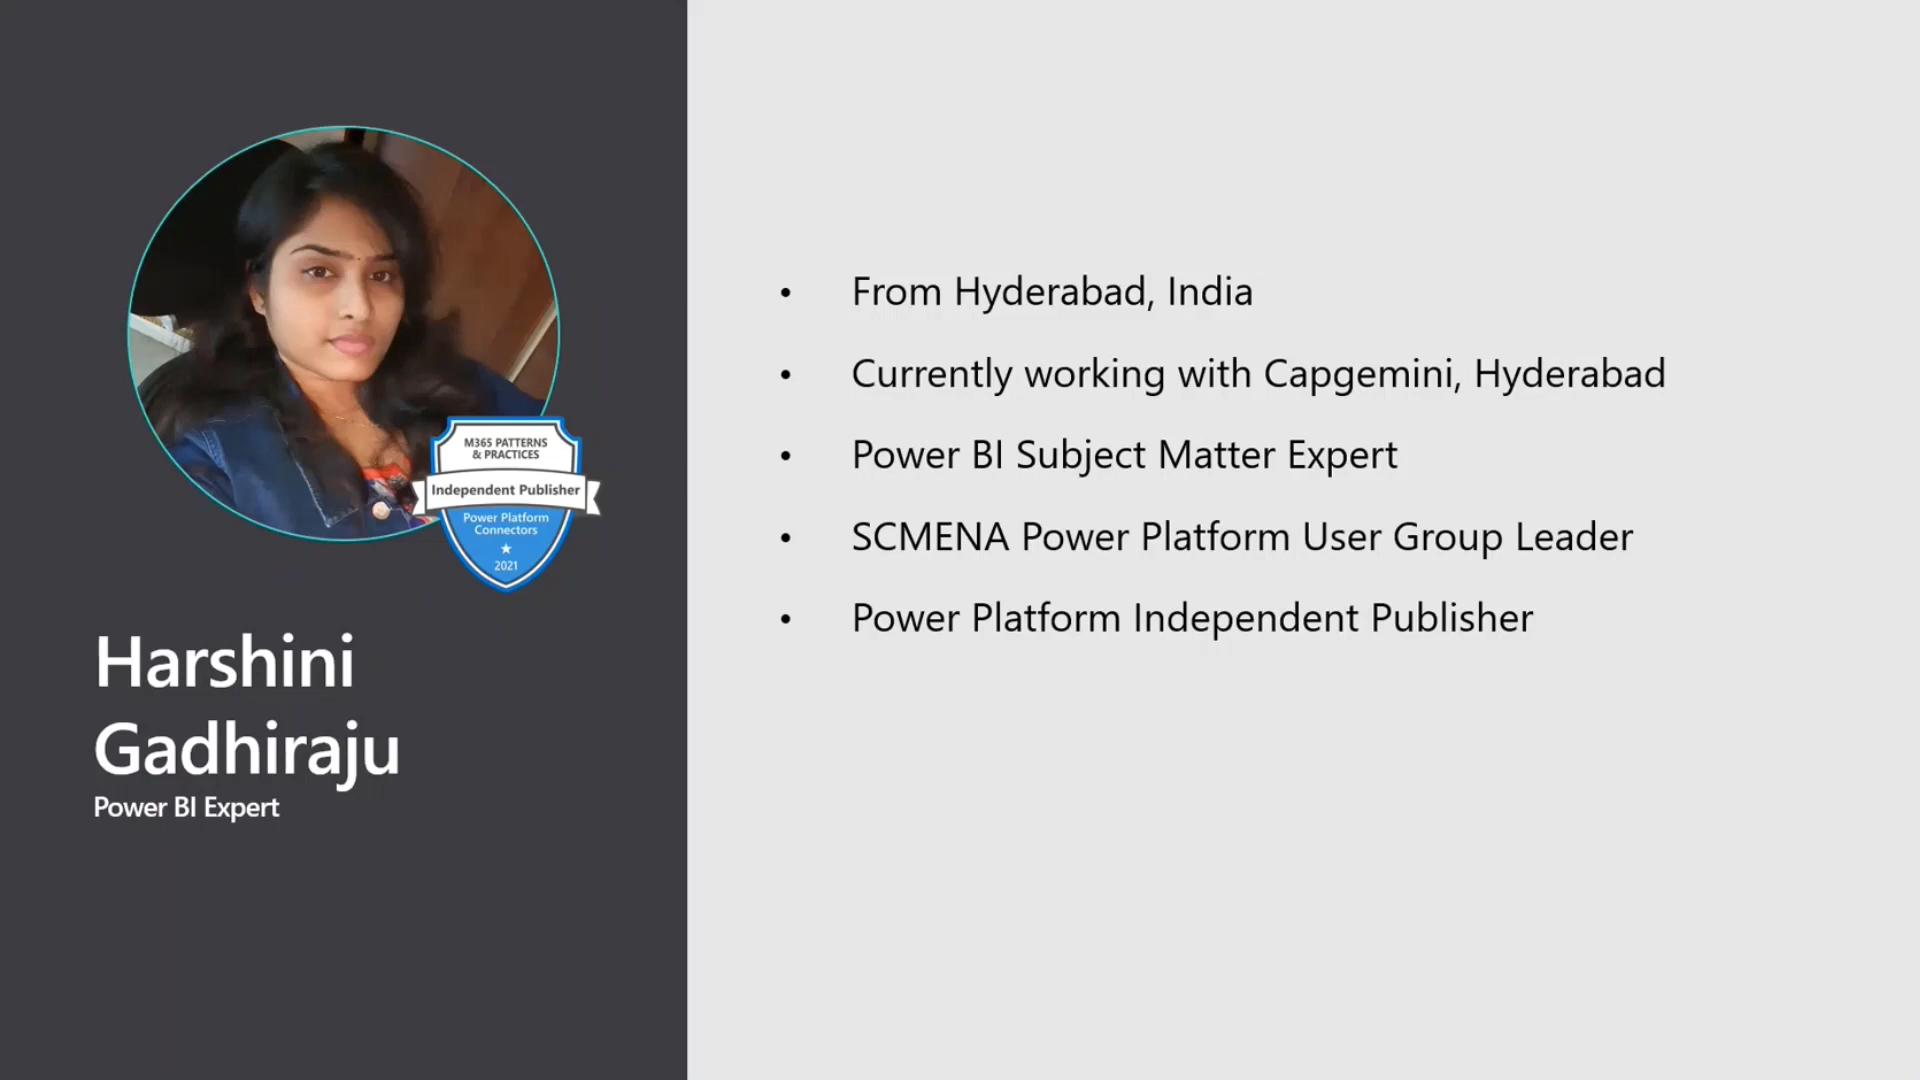 M365 PATTERNS
& PRACTICES
Independent Publisher
Power Platform
Connectors
2021
Harshini
Gadhiraju
Power BI Expert
• From Hyderabad, India
• Currently working with Capgemini, Hyderabad
• Power BI Subject Matter Expert
• SCMENA Power Platform User Group Leader
• Power Platform Independent Publisher